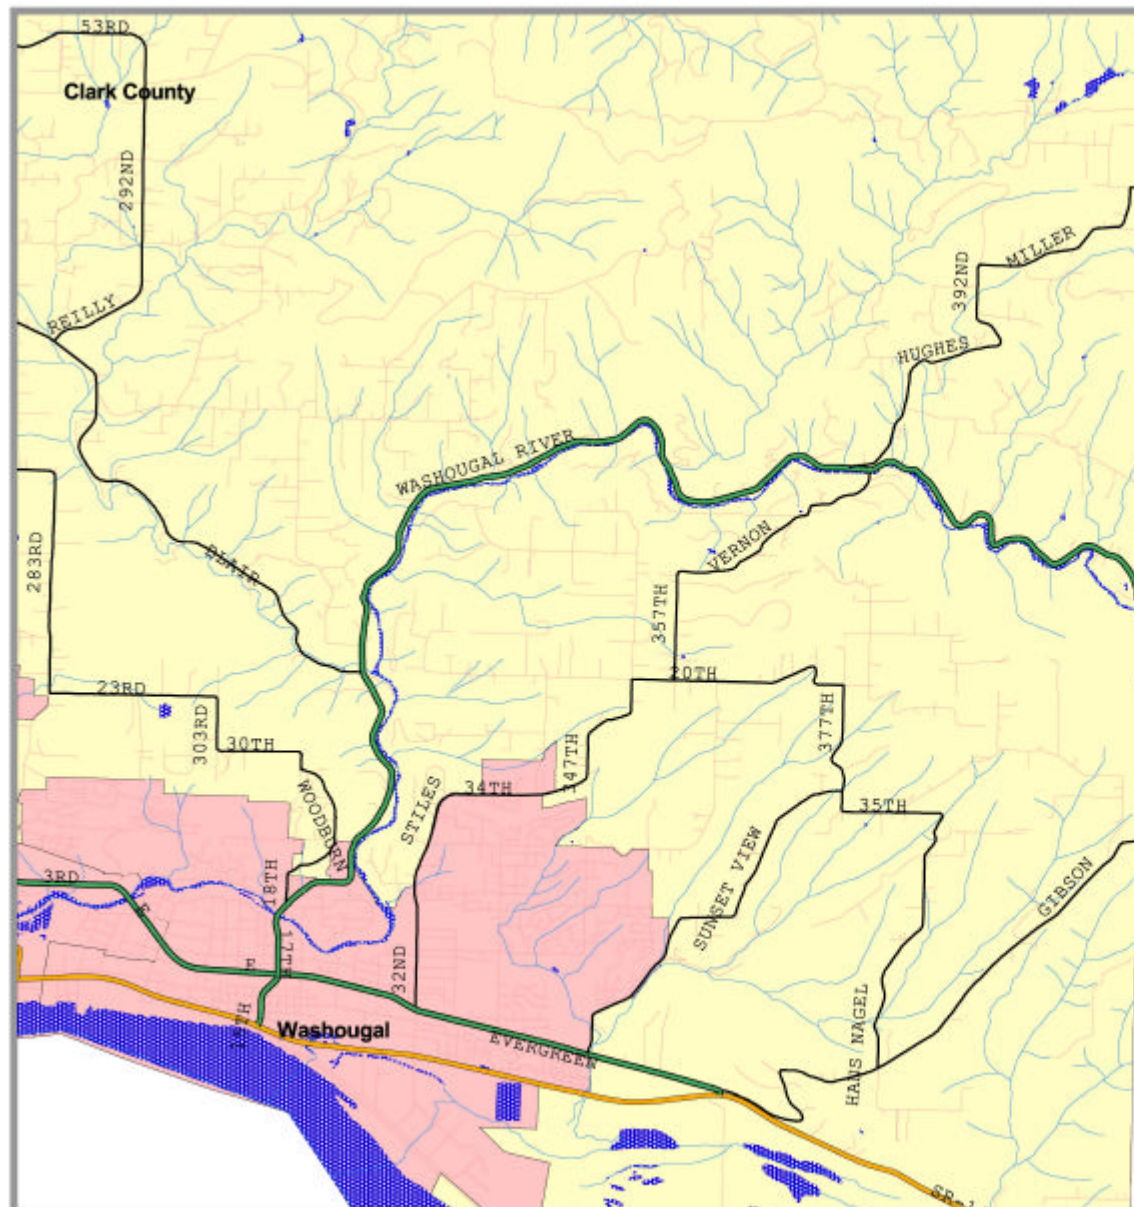 53RD
Clark County
292ND
REILLY
MILLER
392ND
HUGHES
WASHOUGAL RIVER
BLAIR
283RD
VERNON
357TH
20TH
23RD
303RD
30TH
377TH
347TH
WOODBURN
STILES
34TH
35TH
SUNSET VIEW
GIBSON
3RD
18TH
E
17TH
E
32ND
HANS NAGEL
15TH
Washougal
EVERGREEN